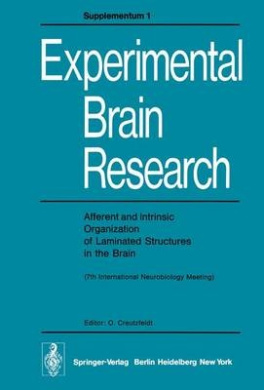 Supplementum 1
Experimental
Brain
Research
Afferent and Intrinsic
Organization
of Laminated Structures
in the Brain
(7th International Neurobiology Meeting)
Editor: O. Creutzfeldt
Springer-Verlag Berlin Heidelberg New York